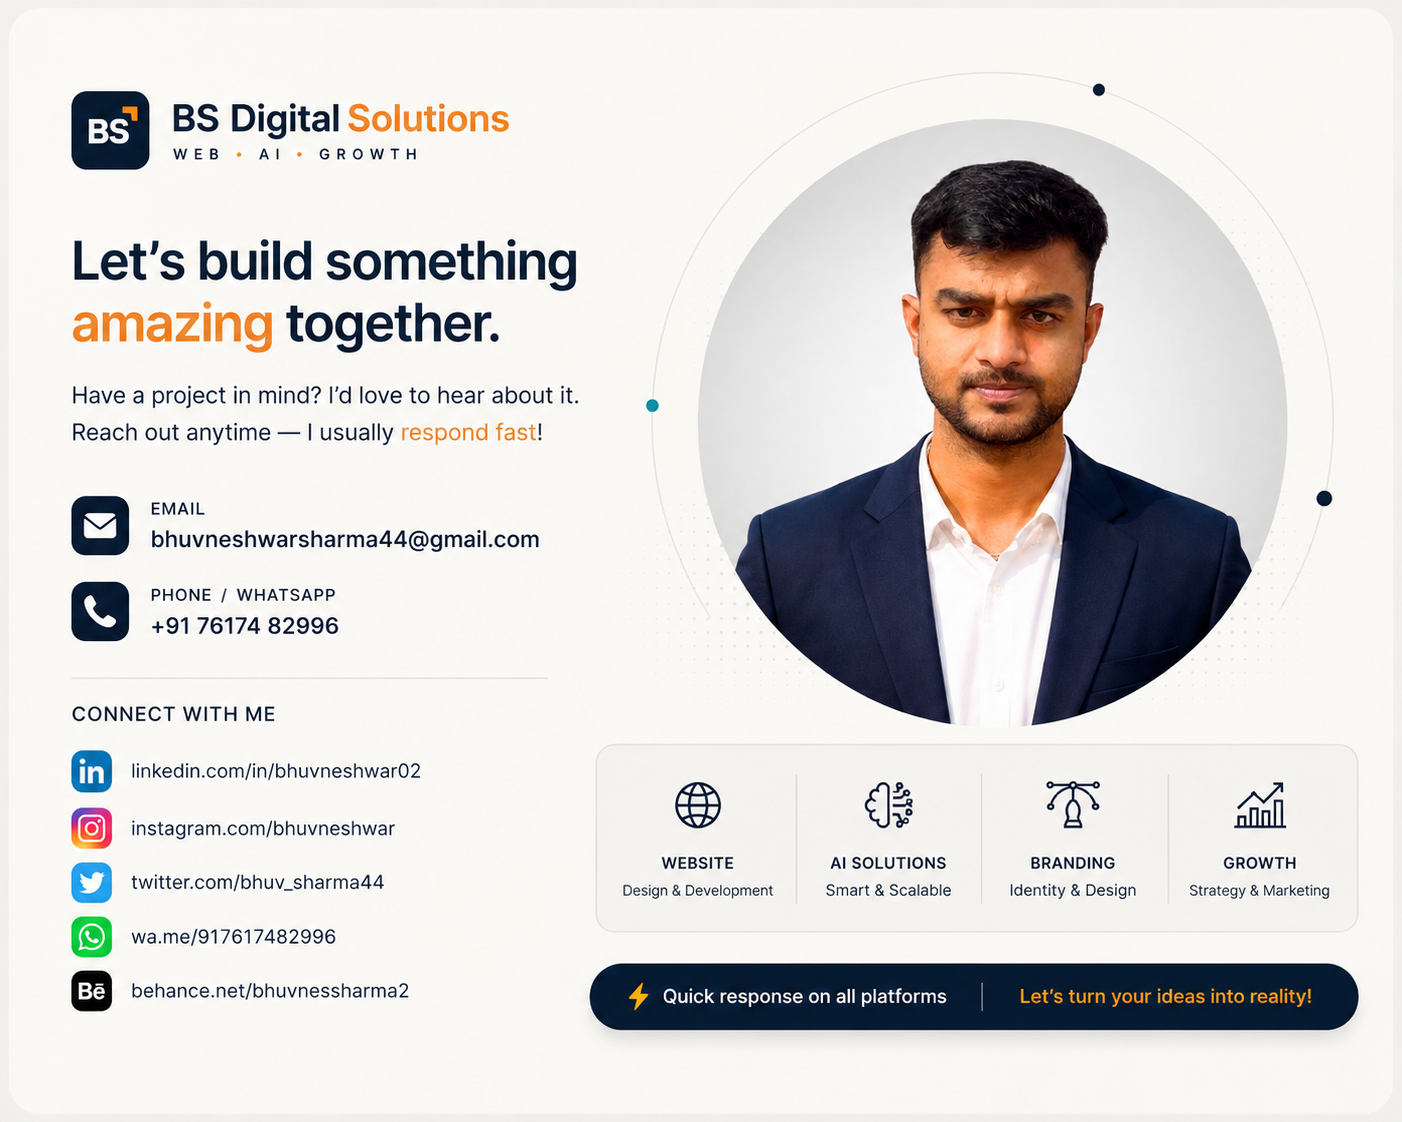 BS
BS Digital Solutions
WEB • AI • GROWTH
Let’s build something
amazing together.
Have a project in mind? I’d love to hear about it.
Reach out anytime — I usually respond fast!
EMAIL
bhuvneshwarsharma44@gmail.com
PHONE / WHATSAPP
+91 76174 82996
CONNECT WITH ME
in linkedin.com/in/bhuvneshwar02
instagram.com/bhuvneshwar
twitter.com/bhuv_sharma44
wa.me/917617482996
Bē behance.net/bhuvnessharma2
WEBSITE
Design & Development
AI SOLUTIONS
Smart & Scalable
BRANDING
Identity & Design
GROWTH
Strategy & Marketing
Quick response on all platforms
Let’s turn your ideas into reality!